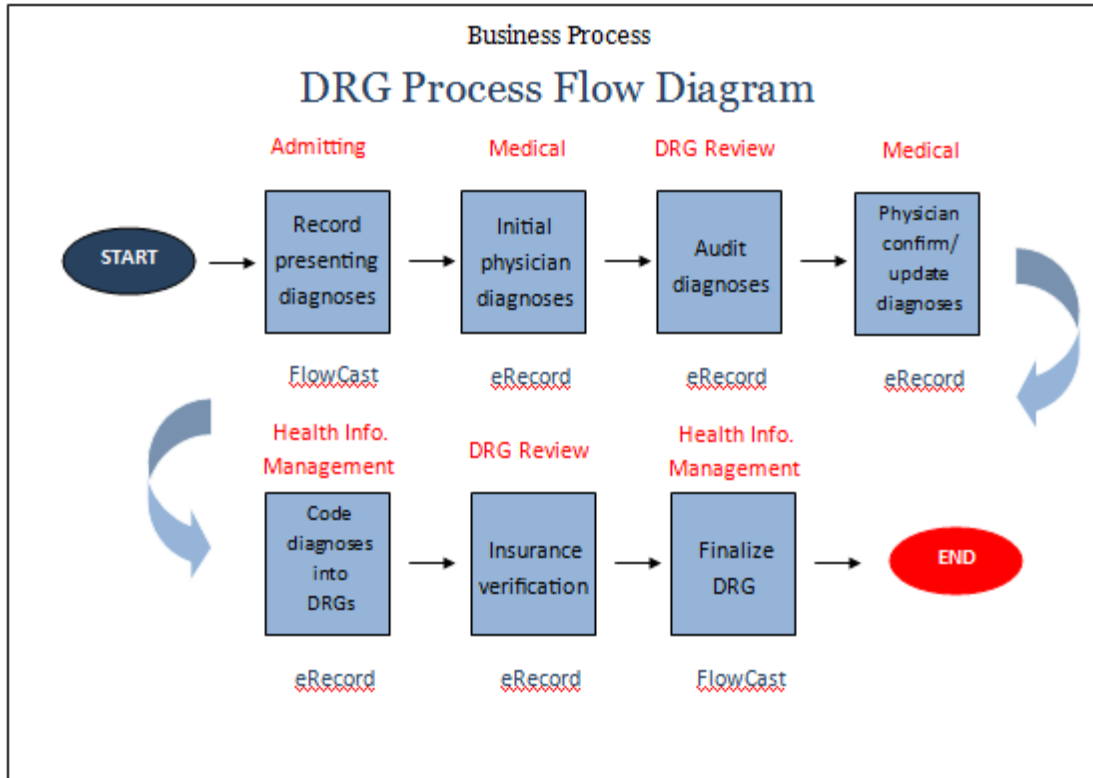 Business Process
DRG Process Flow Diagram
Admitting
Medical
DRG Review
Medical
START
Record
presenting
diagnoses
Initial
physician
diagnoses
Audit
diagnoses
Physician
confirm/
update
diagnoses
FlowCast
eRecord
eRecord
eRecord
Health Info.
Management
DRG Review
Health Info.
Management
Code
diagnoses
into
DRGs
Insurance
verification
Finalize
DRG
END
eRecord
eRecord
FlowCast